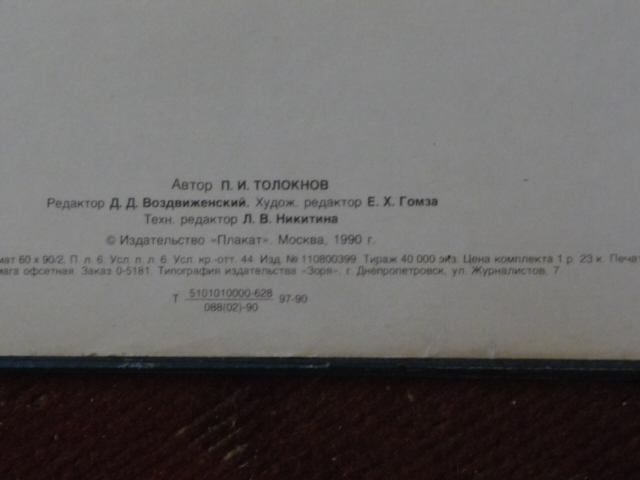 Автор П. И. ТОЛОКНОВ
Редактор Д. Д. Воздвиженский. Худож. редактор Е. Х. Гомза
Техн. редактор Л. В. Никитина
© Издательство «Плакат». Москва, 1990 г.
мат 60 х 90/2. П. л. 6. Усл. п. л. 6. Усл. кр.-отт. 44. Изд. № 110800399. Тираж 40 000 экз. Цена комплекта 1 р. 23 к. Печат
мага офсетная. Заказ 0-5181. Типография издательства «Зоря», г. Днепропетровск, ул. Журналистов, 7.
Т 5101010000-628 97-90
088(02)-90